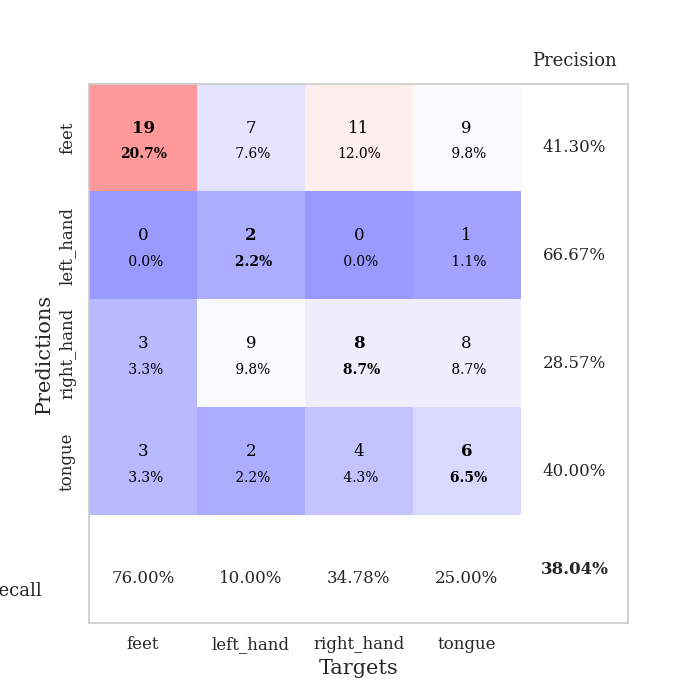 Precision
feet 19 7 11 9 41.30%
20.7% 7.6% 12.0% 9.8%
left_hand 0 2 0 1 66.67%
0.0% 2.2% 0.0% 1.1%
right_hand 3 9 8 8 28.57%
3.3% 9.8% 8.7% 8.7%
tongue 3 2 4 6 40.00%
3.3% 2.2% 4.3% 6.5%
Predictions
ecall 76.00% 10.00% 34.78% 25.00% 38.04%
feet left_hand right_hand tongue
Targets